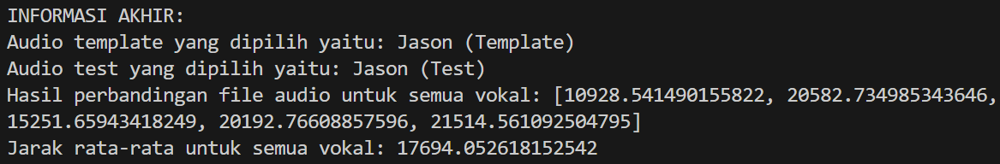 INFORMASI AKHIR:
Audio template yang dipilih yaitu: Jason (Template)
Audio test yang dipilih yaitu: Jason (Test)
Hasil perbandingan file audio untuk semua vokal: [10928.541490155822, 20582.734985343646,
15251.65943418249, 20192.76608857596, 21514.561092504795]
Jarak rata-rata untuk semua vokal: 17694.052618152542